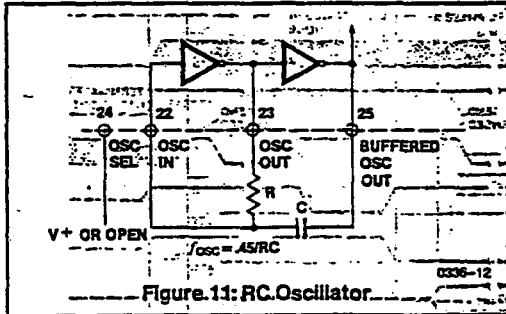 24 22 23 25
OSC SEL OSC IN OSC OUT BUFFERED OSC OUT
R
C
V+ OR OPEN
fOSC = .45/RC
0336-12
Figure 11: RC Oscillator